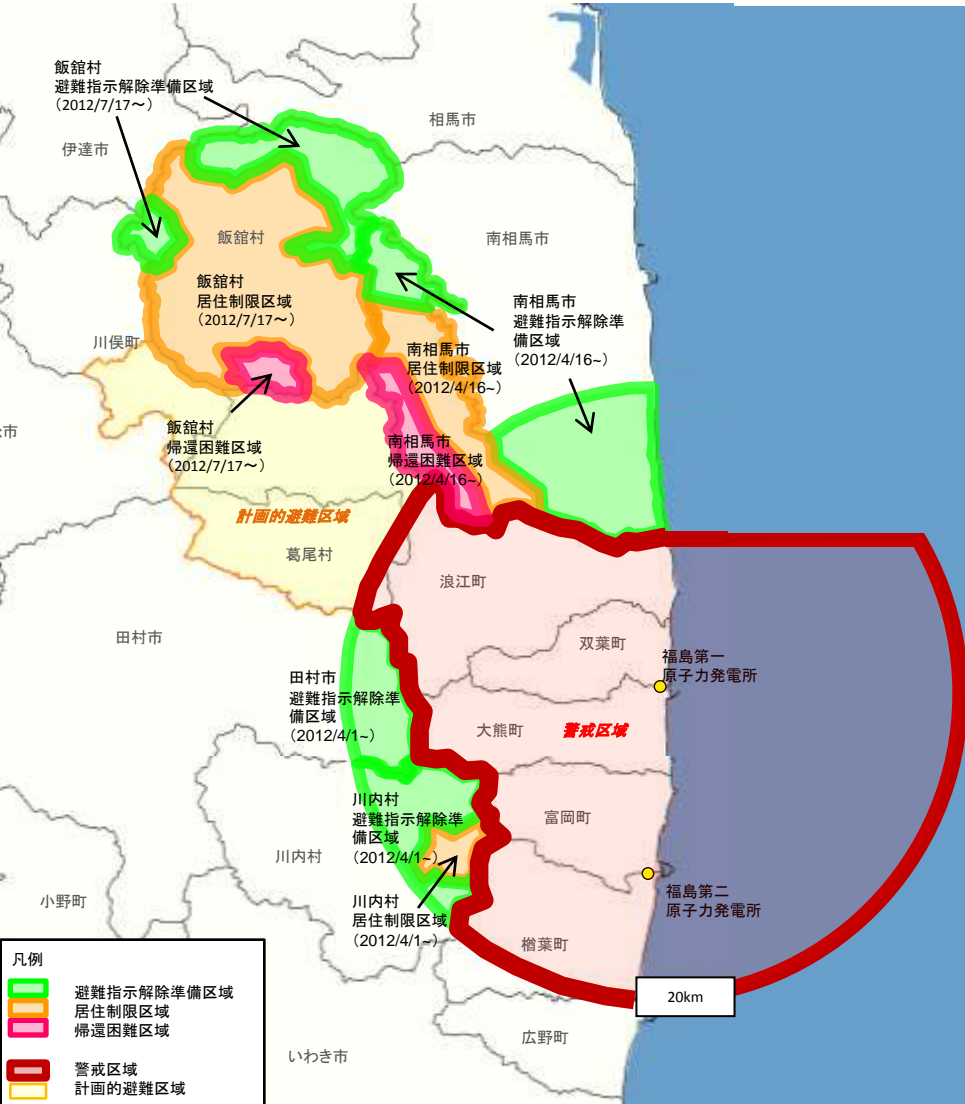 飯舘村
避難指示解除準備区域
(2012/7/17～)
相馬市
伊達市
飯舘村
南相馬市
飯舘村
居住制限区域
(2012/7/17～)
南相馬市
避難指示解除準
備区域
(2012/4/16~)
川俣町
南相馬市
居住制限区域
(2012/4/16~)
飯舘村
帰還困難区域
(2012/7/17～)
市
南相馬市
帰還困難区域
(2012/4/16~)
計画的避難区域
葛尾村
浪江町
田村市
双葉町
福島第一
原子力発電所
田村市
避難指示解除準
備区域
(2012/4/1~)
大熊町
警戒区域
川内村
避難指示解除準
備区域
(2012/4/1~)
富岡町
川内村
小野町
川内村
居住制限区域
(2012/4/1~)
福島第二
原子力発電所
楢葉町
20km
広野町
いわき市
凡例
避難指示解除準備区域
居住制限区域
帰還困難区域
警戒区域
計画的避難区域